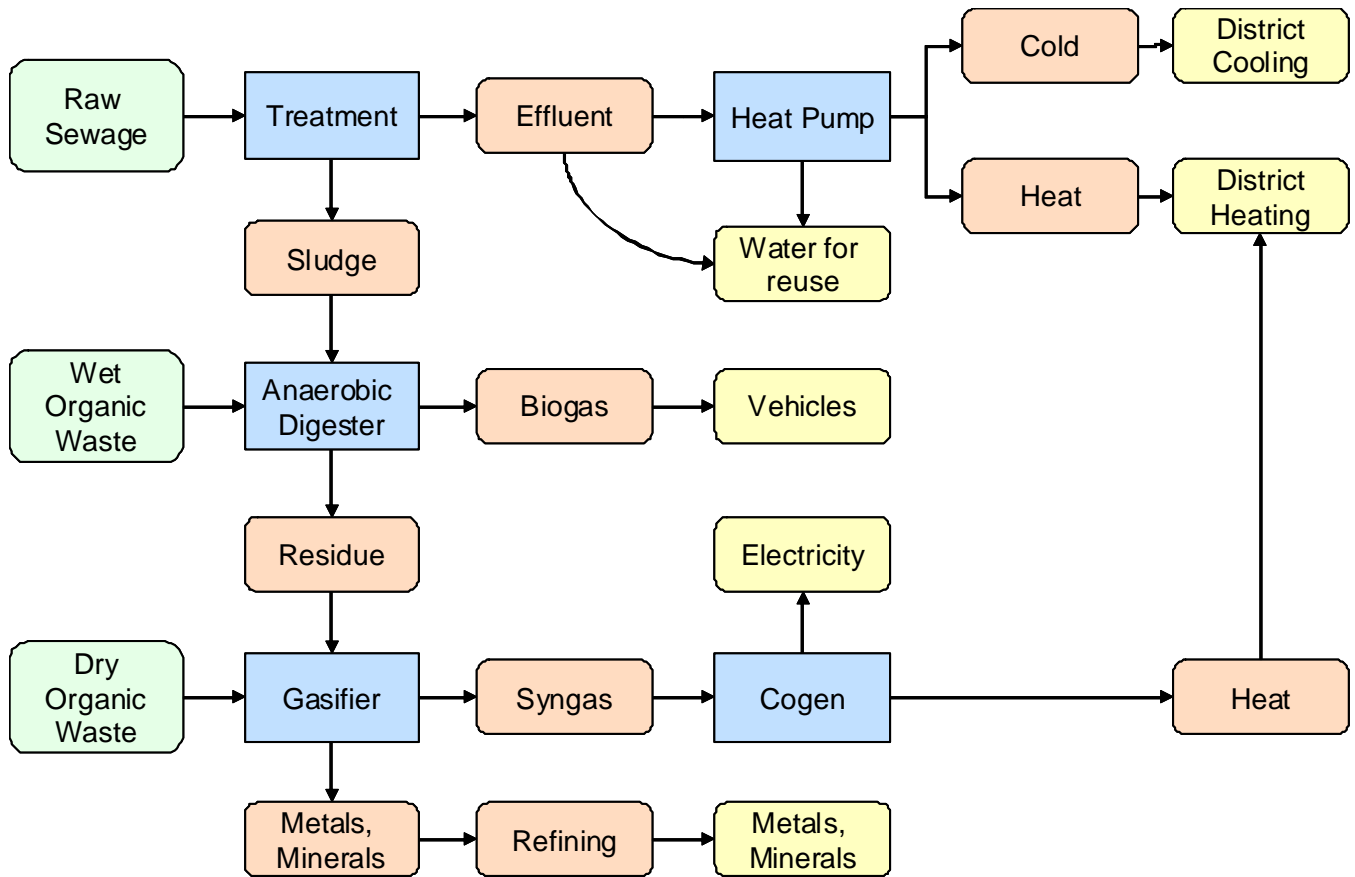 Raw
Sewage
Treatment
Effluent
Heat Pump
Cold
District
Cooling
Heat
District
Heating
Sludge
Water for
reuse
Wet
Organic
Waste
Anaerobic
Digester
Biogas
Vehicles
Residue
Electricity
Dry
Organic
Waste
Gasifier
Syngas
Cogen
Heat
Metals,
Minerals
Refining
Metals,
Minerals